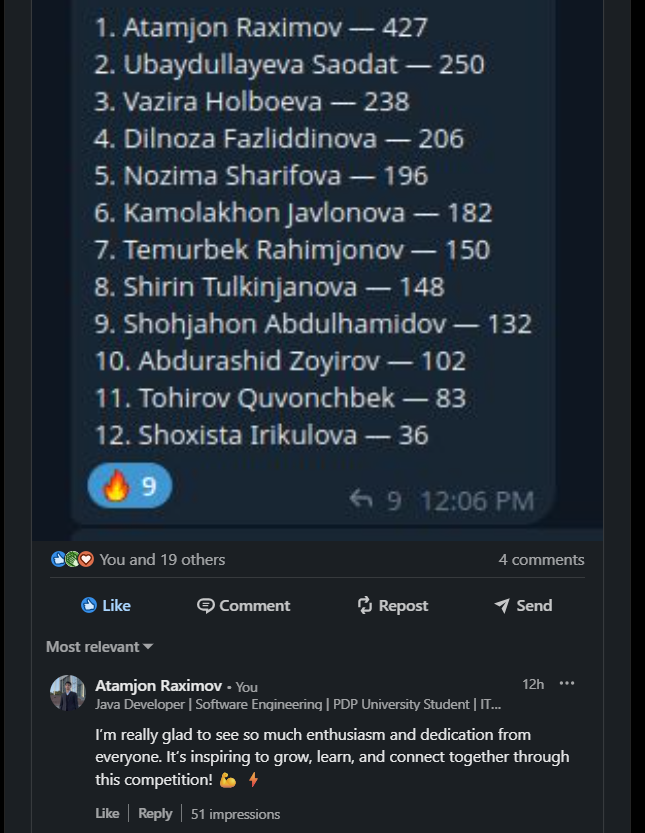 1. Atamjon Raximov — 427
2. Ubaydullayeva Saodat — 250
3. Vazira Holboeva — 238
4. Dilnoza Fazliddinova — 206
5. Nozima Sharifova — 196
6. Kamolakhon Javlonova — 182
7. Temurbek Rahimjonov — 150
8. Shirin Tulkinjanova — 148
9. Shohjahon Abdulhamidov — 132
10. Abdurashid Zoyirov — 102
11. Tohirov Quvonchbek — 83
12. Shoxista Irikulova — 36
🔥 9
9 12:06 PM
You and 19 others 4 comments
Like Comment Repost Send
Most relevant
Atamjon Raximov • You 12h
Java Developer | Software Engineering | PDP University Student | IT...
I’m really glad to see so much enthusiasm and dedication from
everyone. It’s inspiring to grow, learn, and connect together through
this competition! 💪 ⚡
Like Reply 51 impressions